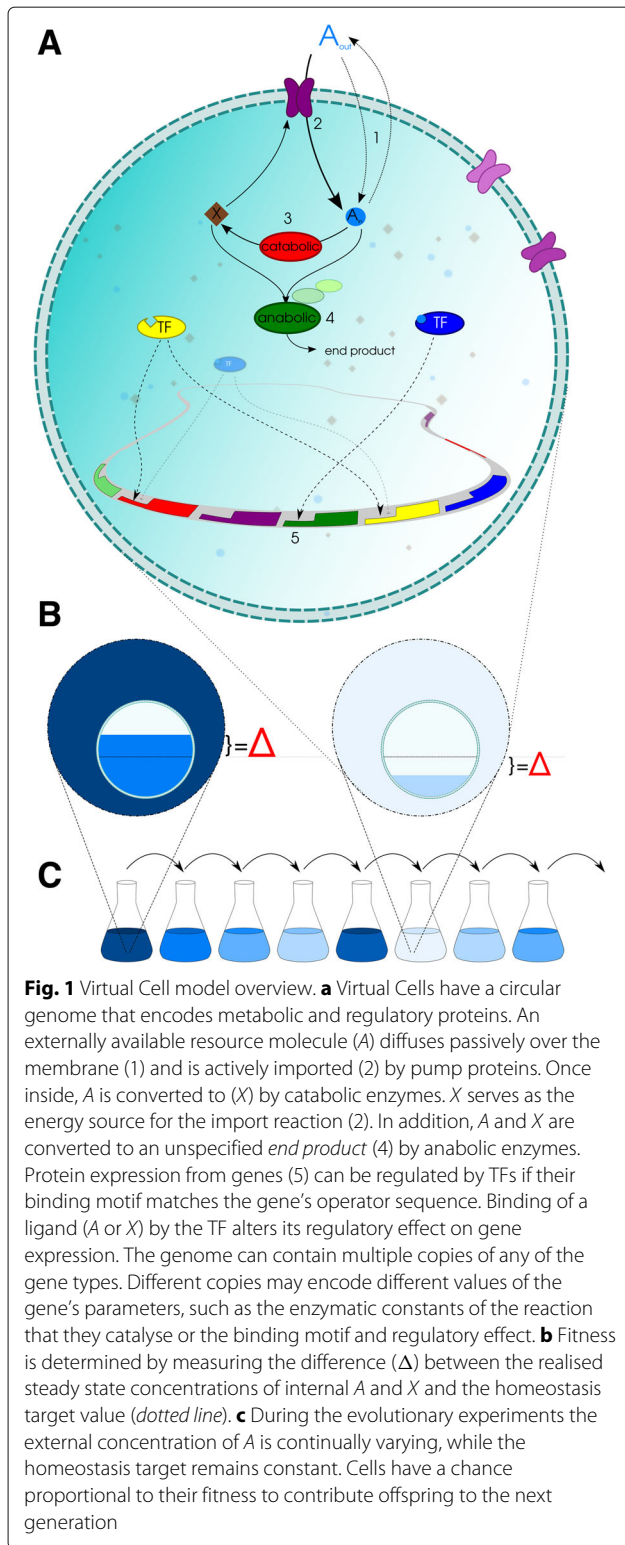 A
A out
2
1
X
3
A
catabolic
anabolic
4
TF
TF
end product
TF
5
B
}=Δ
}=Δ
C
Fig. 1 Virtual Cell model overview. a Virtual Cells have a circular
genome that encodes metabolic and regulatory proteins. An
externally available resource molecule (A) diffuses passively over the
membrane (1) and is actively imported (2) by pump proteins. Once
inside, A is converted to (X) by catabolic enzymes. X serves as the
energy source for the import reaction (2). In addition, A and X are
converted to an unspecified end product (4) by anabolic enzymes.
Protein expression from genes (5) can be regulated by TFs if their
binding motif matches the gene's operator sequence. Binding of a
ligand (A or X) by the TF alters its regulatory effect on gene
expression. The genome can contain multiple copies of any of the
gene types. Different copies may encode different values of the
gene's parameters, such as the enzymatic constants of the reaction
that they catalyse or the binding motif and regulatory effect. b Fitness
is determined by measuring the difference (Δ) between the realised
steady state concentrations of internal A and X and the homeostasis
target value (dotted line). c During the evolutionary experiments the
external concentration of A is continually varying, while the
homeostasis target remains constant. Cells have a chance
proportional to their fitness to contribute offspring to the next
generation